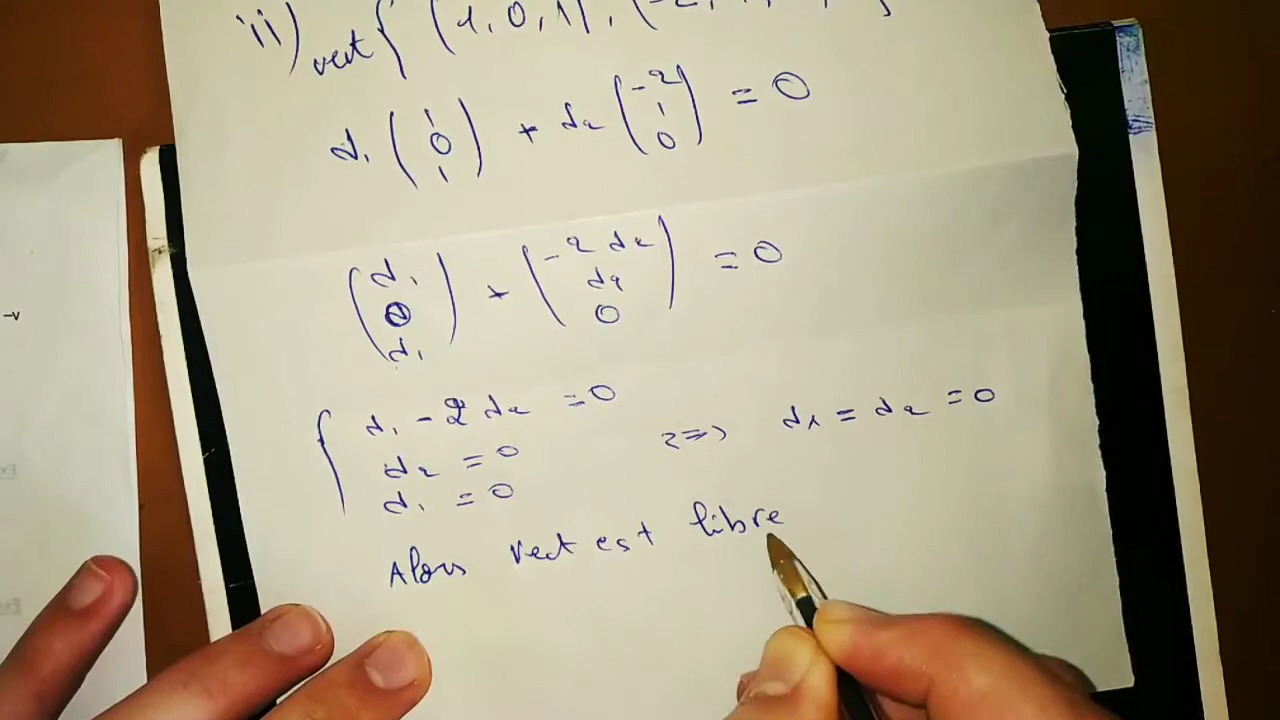 ii) vect { (1, 0, 1), (-2,
α₁ (1 0 1) + α₂ (-2 1 0) = 0
(α₁ 0 α₁) + (-2α₂ α₂ 0) = 0
{ α₁ - 2α₂ = 0
α₂ = 0 <=> α₁ = α₂ = 0
α₁ = 0
Alors vect est libre